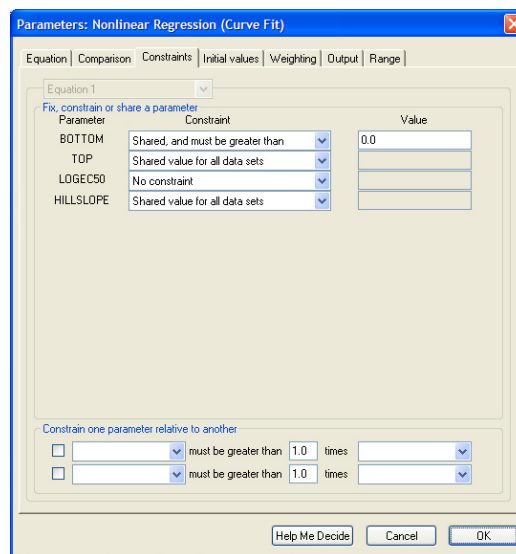 Parameters: Nonlinear Regression (Curve Fit)
Equation Comparison Constraints Initial values Weighting Output Range
Equation 1
Fix, constrain or share a parameter
Parameter Constraint Value
BOTTOM Shared, and must be greater than 0.0
TOP Shared value for all data sets
LOGEC50 No constraint
HILLSLOPE Shared value for all data sets
Constrain one parameter relative to another
must be greater than 1.0 times
must be greater than 1.0 times
Help Me Decide Cancel OK